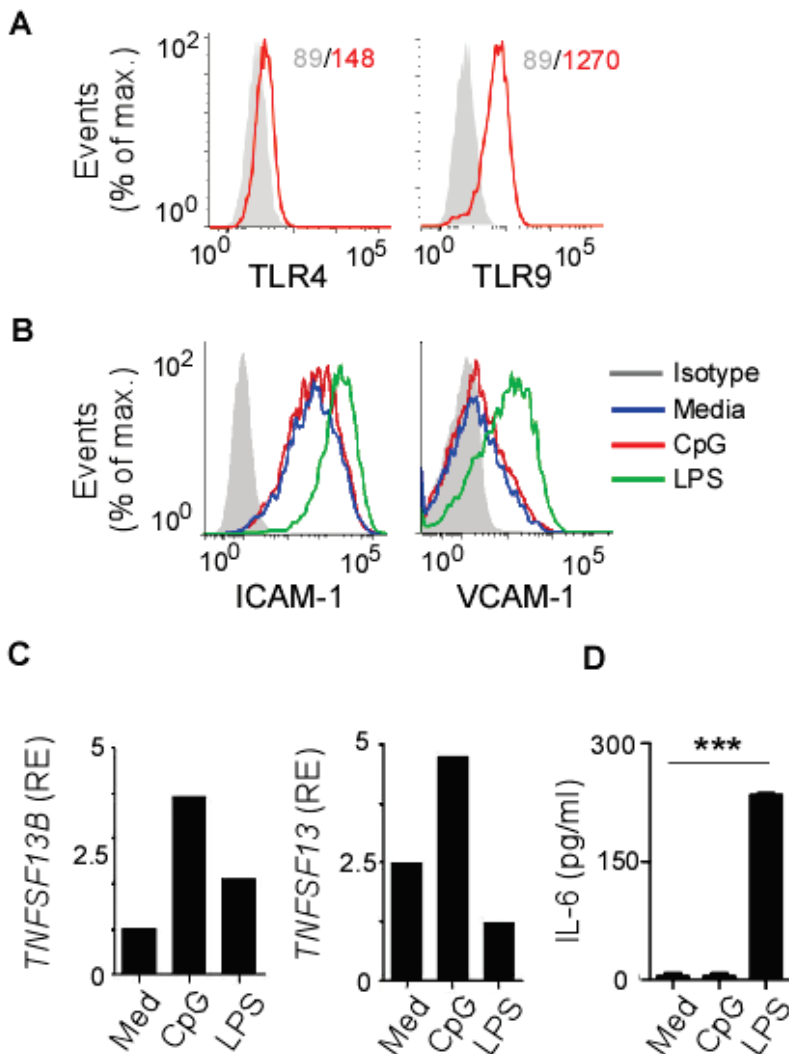 A
Events
(% of max.)
10²
10⁰
89/148
10⁰ 10⁵
TLR4
89/1270
10⁰ 10⁵
TLR9
B
Events
(% of max.)
10²
10⁰
10⁰ 10⁵
ICAM-1
10⁰ 10⁵
VCAM-1
Isotype
Media
CpG
LPS
C
TNFSF13B (RE)
5
2.5
0
Med CpG LPS
TNFSF13 (RE)
5
2.5
0
Med CpG LPS
D
IL-6 (pg/ml)
300
150
0
***
Med CpG LPS